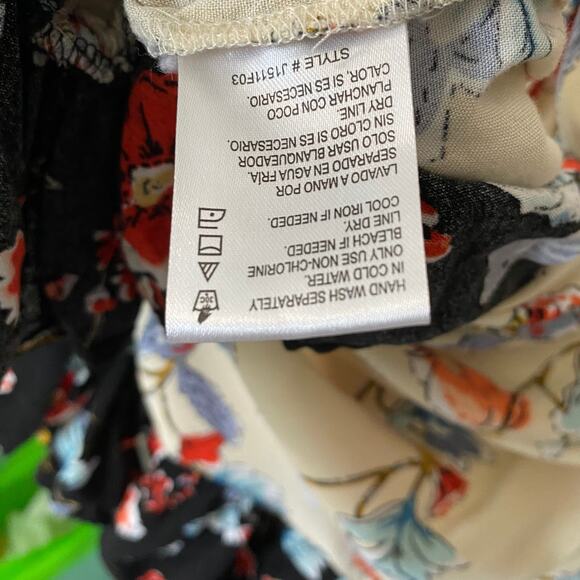 HAND WASH SEPARATELY
IN COLD WATER.
ONLY USE NON-CHLORINE
BLEACH IF NEEDED.
LINE DRY.
COOL IRON IF NEEDED.
LAVADO A MANO POR
SEPARADO EN AGUA FRÍA.
SOLO USAR BLANQUEADOR
SIN CLORO SI ES NECESARIO.
DRY LINE.
PLANCHAR CON POCO
CALOR, SI ES NECESARIO.
STYLE # J1511F03